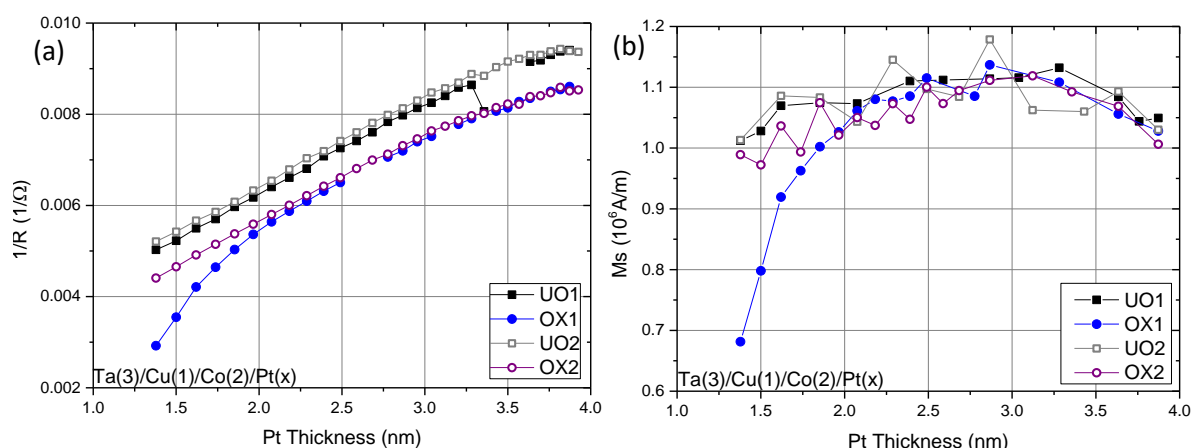 (a)
0.010
0.008
0.006
0.004
0.002
1/R (1/Ω)
UO1
OX1
UO2
OX2
Ta(3)/Cu(1)/Co(2)/Pt(x)
1.0 1.5 2.0 2.5 3.0 3.5 4.0
Pt Thickness (nm)
(b)
1.2
1.1
1.0
0.9
0.8
0.7
0.6
Ms (10⁶A/m)
UO1
OX1
UO2
OX2
Ta(3)/Cu(1)/Co(2)/Pt(x)
1.0 1.5 2.0 2.5 3.0 3.5 4.0
Pt Thickness (nm)